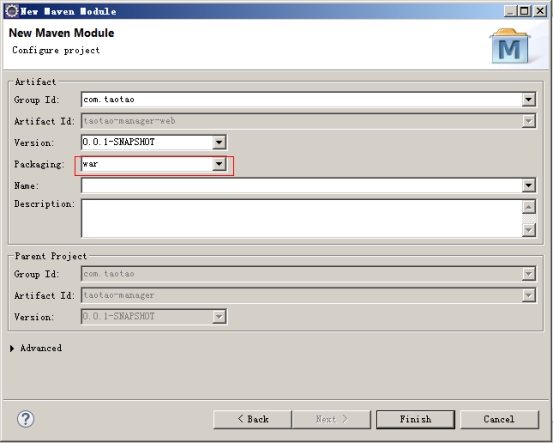 New Maven Module
New Maven Module
Configure project
M
Artifact
Group Id: com.taotao
Artifact Id: taotao-manager-web
Version: 0.0.1-SNAPSHOT
Packaging: war
Name:
Description:
Parent Project
Group Id: com.taotao
Artifact Id: taotao-manager
Version: 0.0.1-SNAPSHOT
Advanced
? < Back Next > Finish Cancel